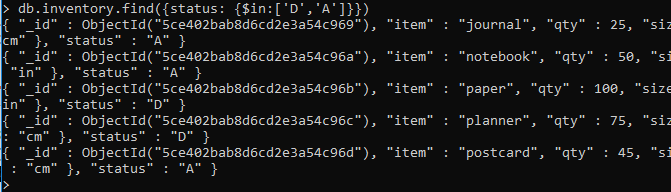 > db.inventory.find({status: {$in:['D','A']}})
{ "_id" : ObjectId("5ce402bab8d6cd2e3a54c969"), "item" : "journal", "qty" : 25, "siz
cm" }, "status" : "A" }
{ "_id" : ObjectId("5ce402bab8d6cd2e3a54c96a"), "item" : "notebook", "qty" : 50, "si
"in" }, "status" : "A" }
{ "_id" : ObjectId("5ce402bab8d6cd2e3a54c96b"), "item" : "paper", "qty" : 100, "size
in" }, "status" : "D" }
{ "_id" : ObjectId("5ce402bab8d6cd2e3a54c96c"), "item" : "planner", "qty" : 75, "siz
: "cm" }, "status" : "D" }
{ "_id" : ObjectId("5ce402bab8d6cd2e3a54c96d"), "item" : "postcard", "qty" : 45, "si
: "cm" }, "status" : "A" }
>